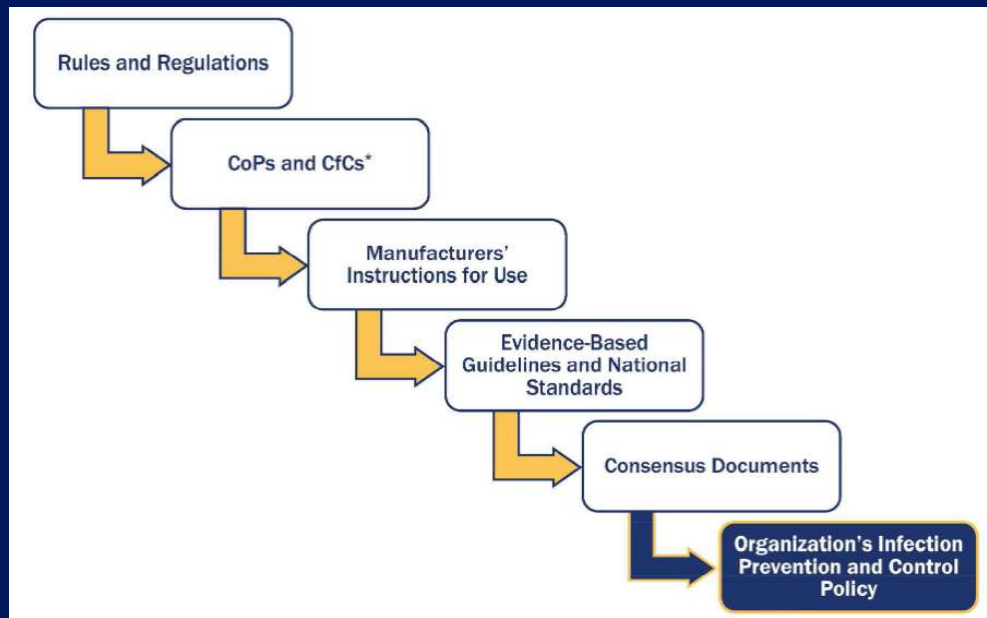 Rules and Regulations
CoPs and CfCs*
Manufacturers’
Instructions for Use
Evidence-Based
Guidelines and National
Standards
Consensus Documents
Organization’s Infection
Prevention and Control
Policy